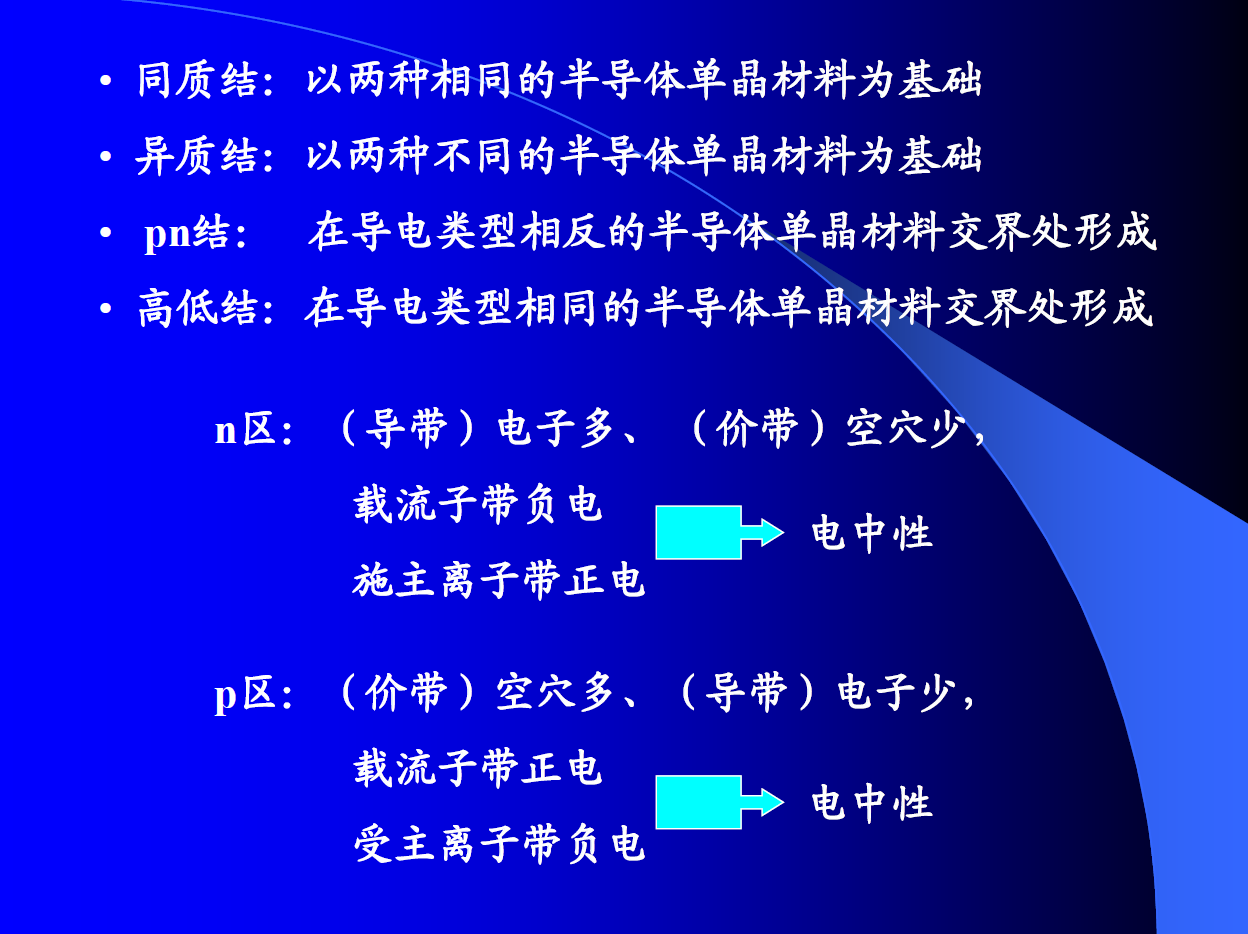 • 同质结：以两种相同的半导体单晶材料为基础
• 异质结：以两种不同的半导体单晶材料为基础
• pn结： 在导电类型相反的半导体单晶材料交界处形成
• 高低结：在导电类型相同的半导体单晶材料交界处形成
n区：（导带）电子多、（价带）空穴少，
载流子带负电
电中性
施主离子带正电
p区：（价带）空穴多、（导带）电子少，
载流子带正电
电中性
受主离子带负电